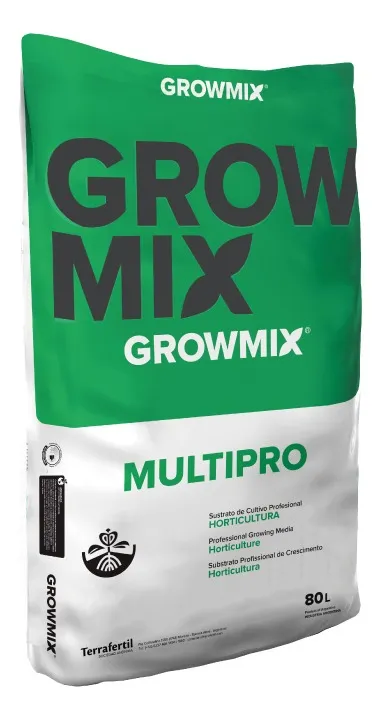 GROWMIX®
GROW
MIX
GROWMIX®
MULTIPRO
Sustrato de Cultivo Profesional
HORTICULTURA
Professional Growing Media
Horticulture
Substrato Profissional de Crescimento
Horticultura
80 L
GROWMIX®
Terrafertil